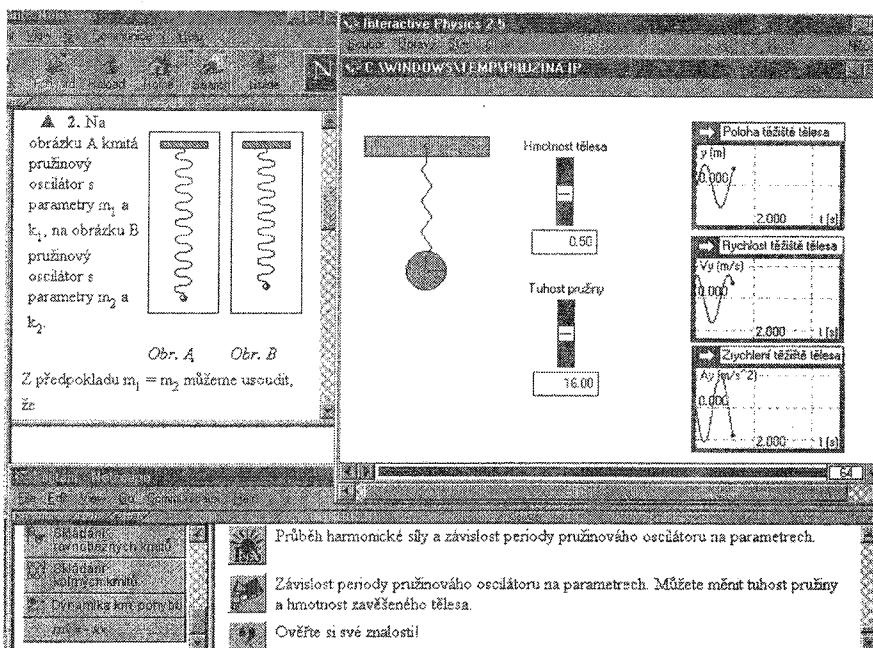 Interactive Physics 2.5
C:\WINDOWS\TEMP\PRUZINA.IP
Reload Home Search Guide
N
▲ 2. Na
obrázku A kmitá
pružinový
oscilátor s
parametry m₁ a
k₁, na obrázku B
pružinový
oscilátor s
parametry m₂ a
k₂.
Obr. A Obr. B
Z předpokladu m₁ = m₂ můžeme usoudit,
že
Hmotnost tělesa
0.50
Tuhost pružiny
16.00
Poloha těžiště tělesa
y (m)
0.000
2.000 t (s)
Rychlost těžiště tělesa
Vy (m/s)
0.000
2.000 t (s)
Zrychlení těžiště tělesa
Ay (m/s^2)
0.000
2.000 t (s)
64
Skládání
rovnoběžných kmitů
Skládání
kolmých kmitů
Dynamika kmit. pohybu
Průběh harmonické síly a závislost periody pružinového oscilátoru na parametrech.
Závislost periody pružinového oscilátoru na parametrech. Můžete měnit tuhost pružiny
a hmotnost zavěšeného tělesa.
Ověřte si své znalosti!